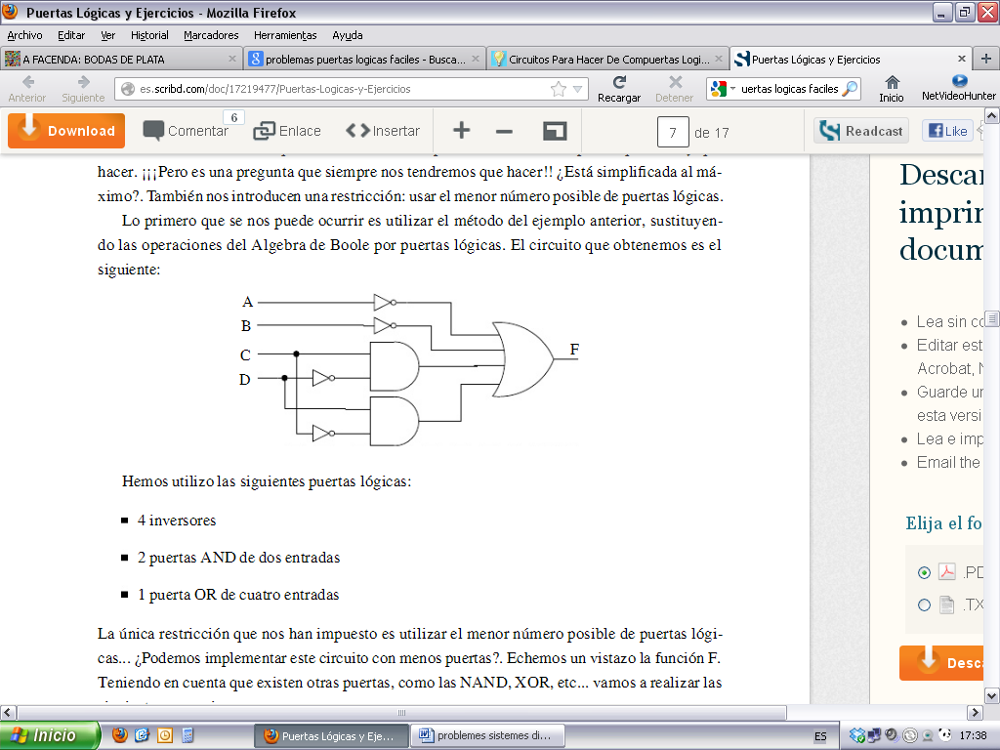 Puertas Lógicas y Ejercicios - Mozilla Firefox
Archivo Editar Ver Historial Marcadores Herramientas Ayuda
A FACENDA: BODAS DE PLATA
problemas puertas logicas faciles - Busca...
Circuitos Para Hacer De Compuertas Logi...
Puertas Lógicas y Ejercicios
Anterior Siguiente
es.scribd.com/doc/17219477/Puertas-Logicas-y-Ejercicios
Recargar Detener
uertas logicas faciles
Inicio NetVideoHunter
Download
Comentar 6
Enlace
Insertar
7 de 17
Readcast
Like
hacer. ¡¡¡Pero es una pregunta que siempre nos tendremos que hacer!! ¿Está simplificada al má-
ximo?. También nos introducen una restricción: usar el menor número posible de puertas lógicas.
Lo primero que se nos puede ocurrir es utilizar el método del ejemplo anterior, sustituyen-
do las operaciones del Algebra de Boole por puertas lógicas. El circuito que obtenemos es el
siguiente:
A
B
C
D
F
Hemos utilizo las siguientes puertas lógicas:
4 inversores
2 puertas AND de dos entradas
1 puerta OR de cuatro entradas
La única restricción que nos han impuesto es utilizar el menor número posible de puertas lógi-
cas... ¿Podemos implementar este circuito con menos puertas?. Echemos un vistazo la función F.
Teniendo en cuenta que existen otras puertas, como las NAND, XOR, etc... vamos a realizar las
Descar
imprin
docum
Lea sin co
Editar est
Acrobat, N
Guarde ur
esta versi
Lea e imp
Email the
Elija el fo
.PD
.TX
Desca
Inicio
Puertas Lógicas y Eje...
problemes sistemes di...
ES
17:38